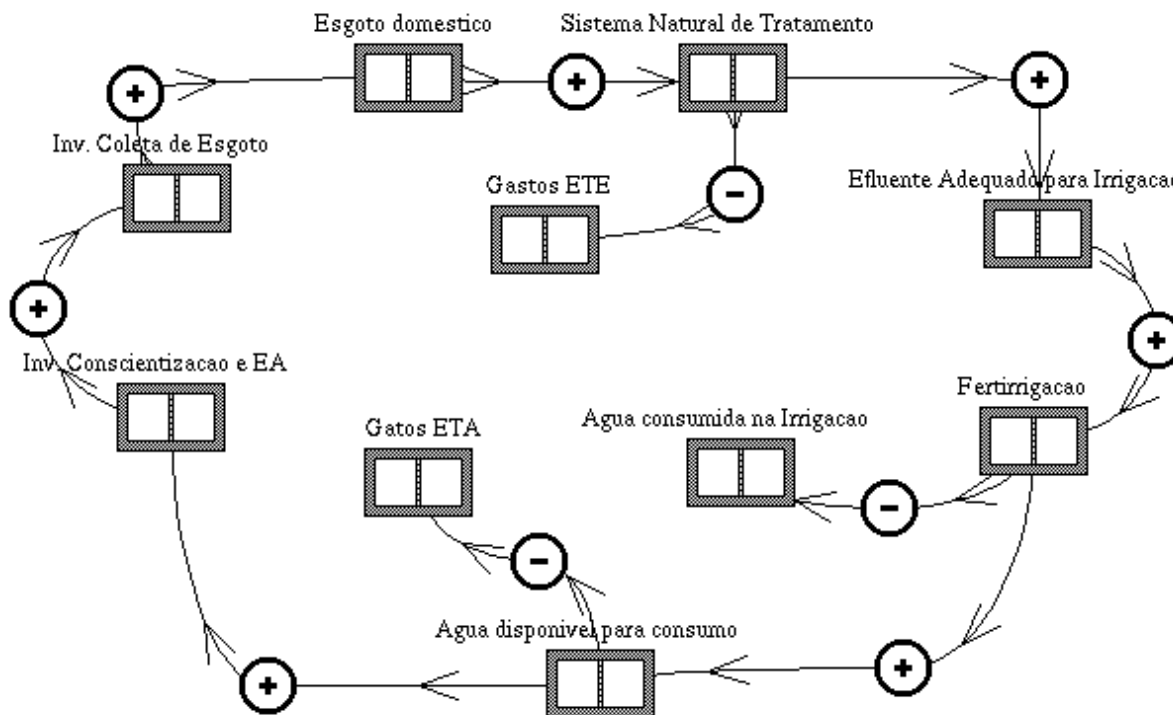 Esgoto domestico
Sistema Natural de Tratamento
+
+
+
Inv. Coleta de Esgoto
Gastos ETE
-
Efluente Adequado para Irrigacao
+
+
Inv. Conscientizacao e EA
Gatos ETA
Agua consumida na Irrigacao
Fertirrigacao
-
-
Agua disponivel para consumo
+
+